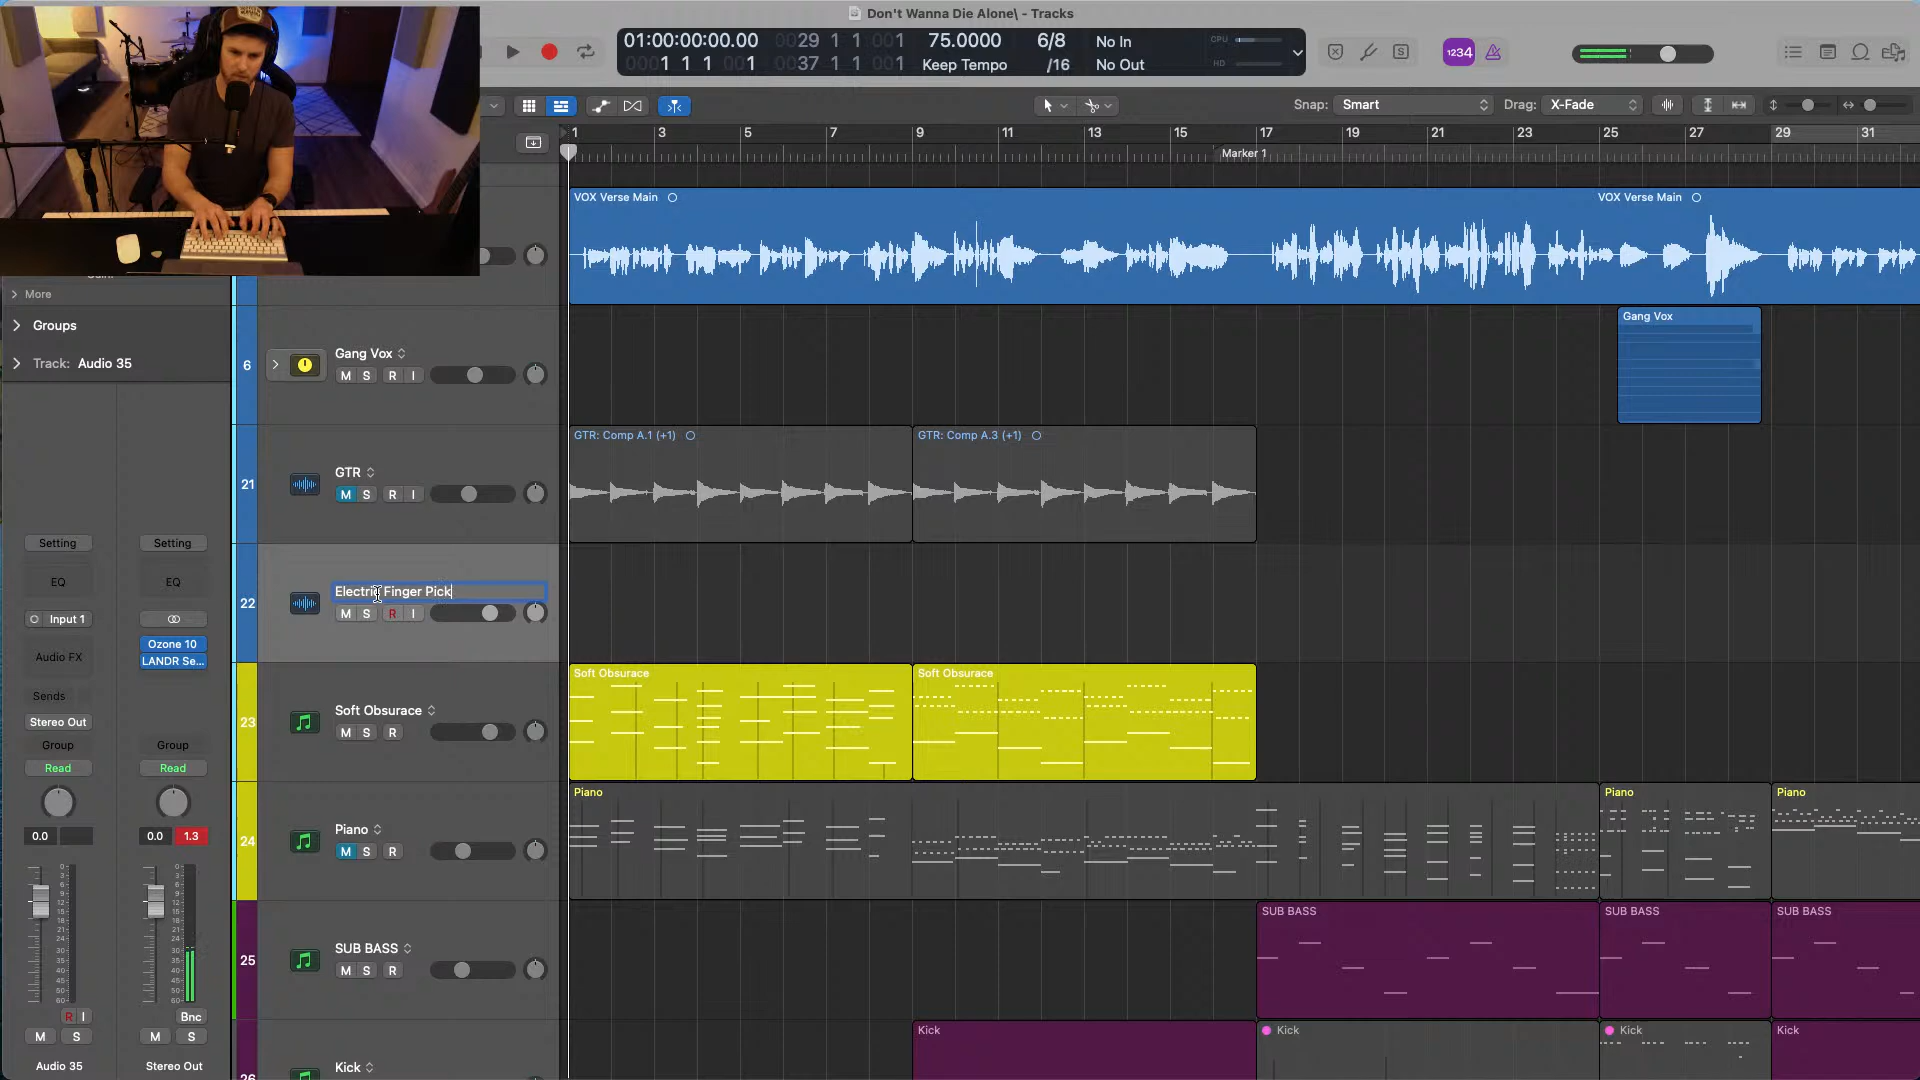 Don't Wanna Die Alone\ - Tracks
01:00:00:00.00
0029 1 1 001
75.0000
6/8
No In
CPU
0001 1 1 001
0037 1 1 001
Keep Tempo
/16
No Out
HD
1234
Snap: Smart
Drag: X-Fade
1 3 5 7 9 11 13 15 17 19 21 23 25 27 29 31
Marker 1
VOX Verse Main
VOX Verse Main
More
Groups
Track: Audio 35
6
Gang Vox
M S R I
Gang Vox
21
GTR
M S R I
GTR: Comp A.1 (+1)
GTR: Comp A.3 (+1)
22
Electric Finger Pick
M S R I
23
Soft Obsurace
M S R
Soft Obsurace
Soft Obsurace
24
Piano
M S R
Piano
Piano
Piano
25
SUB BASS
M S R
SUB BASS
SUB BASS
SUB BASS
26
Kick
Kick
Kick
Kick
Kick
Setting
Setting
EQ
EQ
Input 1
Ozone 10
Audio FX
LANDR Se...
Sends
Stereo Out
Group
Group
Read
Read
0.0
0.0
1.3
R I
Bnc
M S
M S
Audio 35
Stereo Out